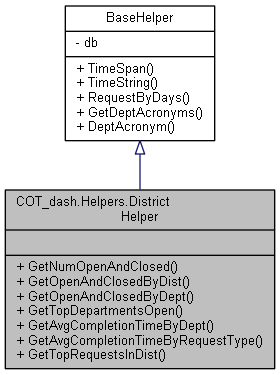 BaseHelper
- db
+ TimeSpan()
+ TimeString()
+ RequestByDays()
+ GetDeptAcronyms()
+ DeptAcronym()
COT_dash.Helpers.District
Helper
+ GetNumOpenAndClosed()
+ GetOpenAndClosedByDist()
+ GetOpenAndClosedByDept()
+ GetTopDepartmentsOpen()
+ GetAvgCompletionTimeByDept()
+ GetAvgCompletionTimeByRequestType()
+ GetTopRequestsInDist()